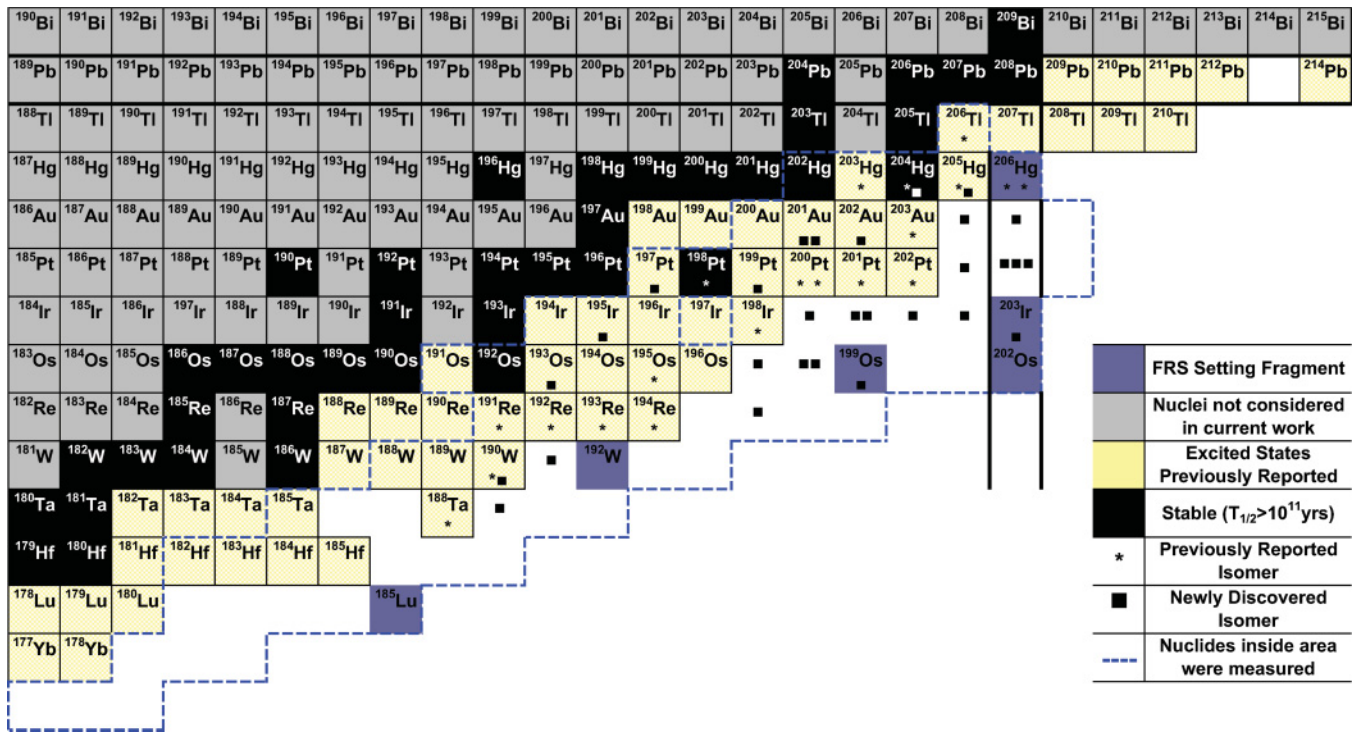 190Bi 191Bi 192Bi 193Bi 194Bi 195Bi 196Bi 197Bi 198Bi 199Bi 200Bi 201Bi 202Bi 203Bi 204Bi 205Bi 206Bi 207Bi 208Bi 209Bi 210Bi 211Bi 212Bi 213Bi 214Bi 215Bi
189Pb 190Pb 191Pb 192Pb 193Pb 194Pb 195Pb 196Pb 197Pb 198Pb 199Pb 200Pb 201Pb 202Pb 203Pb 204Pb 205Pb 206Pb 207Pb 208Pb 209Pb 210Pb 211Pb 212Pb 214Pb
188Tl 189Tl 190Tl 191Tl 192Tl 193Tl 194Tl 195Tl 196Tl 197Tl 198Tl 199Tl 200Tl 201Tl 202Tl 203Tl 204Tl 205Tl 206Tl 207Tl 208Tl 209Tl 210Tl
187Hg 188Hg 189Hg 190Hg 191Hg 192Hg 193Hg 194Hg 195Hg 196Hg 197Hg 198Hg 199Hg 200Hg 201Hg 202Hg 203Hg 204Hg 205Hg 206Hg
186Au 187Au 188Au 189Au 190Au 191Au 192Au 193Au 194Au 195Au 196Au 197Au 198Au 199Au 200Au 201Au 202Au 203Au
185Pt 186Pt 187Pt 188Pt 189Pt 190Pt 191Pt 192Pt 193Pt 194Pt 195Pt 196Pt 197Pt 198Pt 199Pt 200Pt 201Pt 202Pt
184Ir 185Ir 186Ir 197Ir 188Ir 189Ir 190Ir 191Ir 192Ir 193Ir 194Ir 195Ir 196Ir 197Ir 198Ir 203Ir
183Os 184Os 185Os 186Os 187Os 188Os 189Os 190Os 191Os 192Os 193Os 194Os 195Os 196Os 199Os 202Os
182Re 183Re 184Re 185Re 186Re 187Re 188Re 189Re 190Re 191Re 192Re 193Re 194Re
181W 182W 183W 184W 185W 186W 187W 188W 189W 190W 192W
180Ta 181Ta 182Ta 183Ta 184Ta 185Ta 188Ta
179Hf 180Hf 181Hf 182Hf 183Hf 184Hf 185Hf
178Lu 179Lu 180Lu 185Lu
177Yb 178Yb
FRS Setting Fragment
Nuclei not considered
in current work
Excited States
Previously Reported
Stable (T1/2>10^11yrs)
* Previously Reported
Isomer
■ Newly Discovered
Isomer
Nuclides inside area
were measured